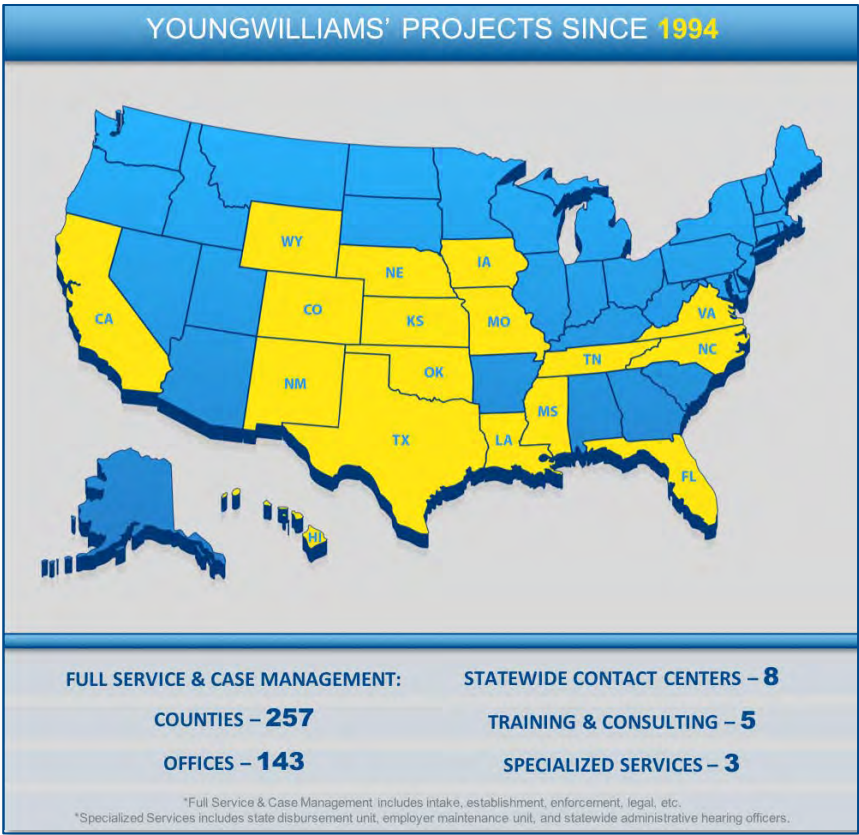 YOUNGWILLIAMS' PROJECTS SINCE 1994
WY
NE
IA
CA
CO
KS
MO
VA
NC
TN
OK
NM
MS
TX
LA
FL
HI
FULL SERVICE & CASE MANAGEMENT:
COUNTIES – 257
OFFICES – 143
STATEWIDE CONTACT CENTERS – 8
TRAINING & CONSULTING – 5
SPECIALIZED SERVICES – 3
*Full Service & Case Management includes intake, establishment, enforcement, legal, etc.
*Specialized Services includes state disbursement unit, employer maintenance unit, and statewide administrative hearing officers.